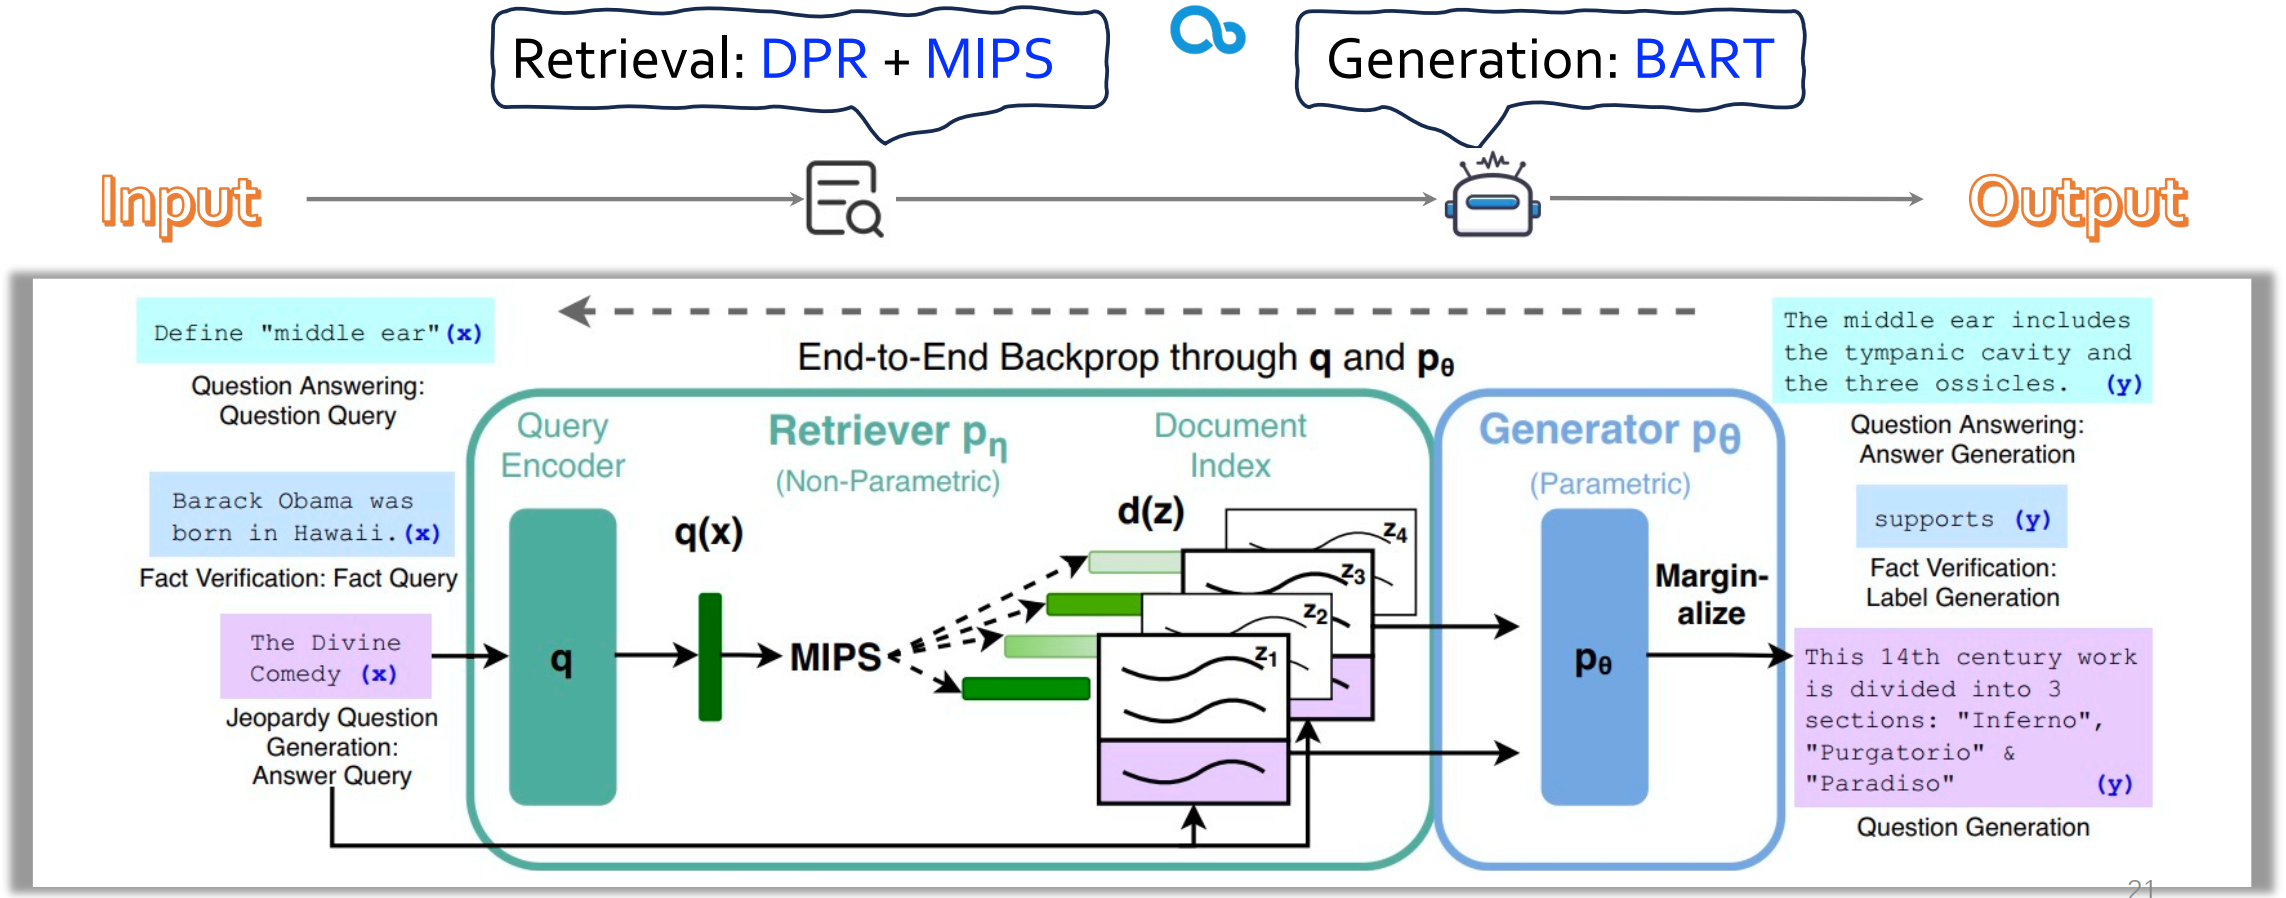 Retrieval: DPR + MIPS
Generation: BART
Input
Output
Define "middle ear" (x)
Question Answering:
Question Query
Barack Obama was
born in Hawaii. (x)
Fact Verification: Fact Query
The Divine
Comedy (x)
Jeopardy Question
Generation:
Answer Query
End-to-End Backprop through q and pθ
Query
Encoder
q
q(x)
Retriever pη
(Non-Parametric)
MIPS
Document
Index
d(z)
z4
z3
z2
z1
Generator pθ
(Parametric)
pθ
Margin-
alize
The middle ear includes
the tympanic cavity and
the three ossicles. (y)
Question Answering:
Answer Generation
supports (y)
Fact Verification:
Label Generation
This 14th century work
is divided into 3
sections: "Inferno",
"Purgatorio" &
"Paradiso" (y)
Question Generation
21